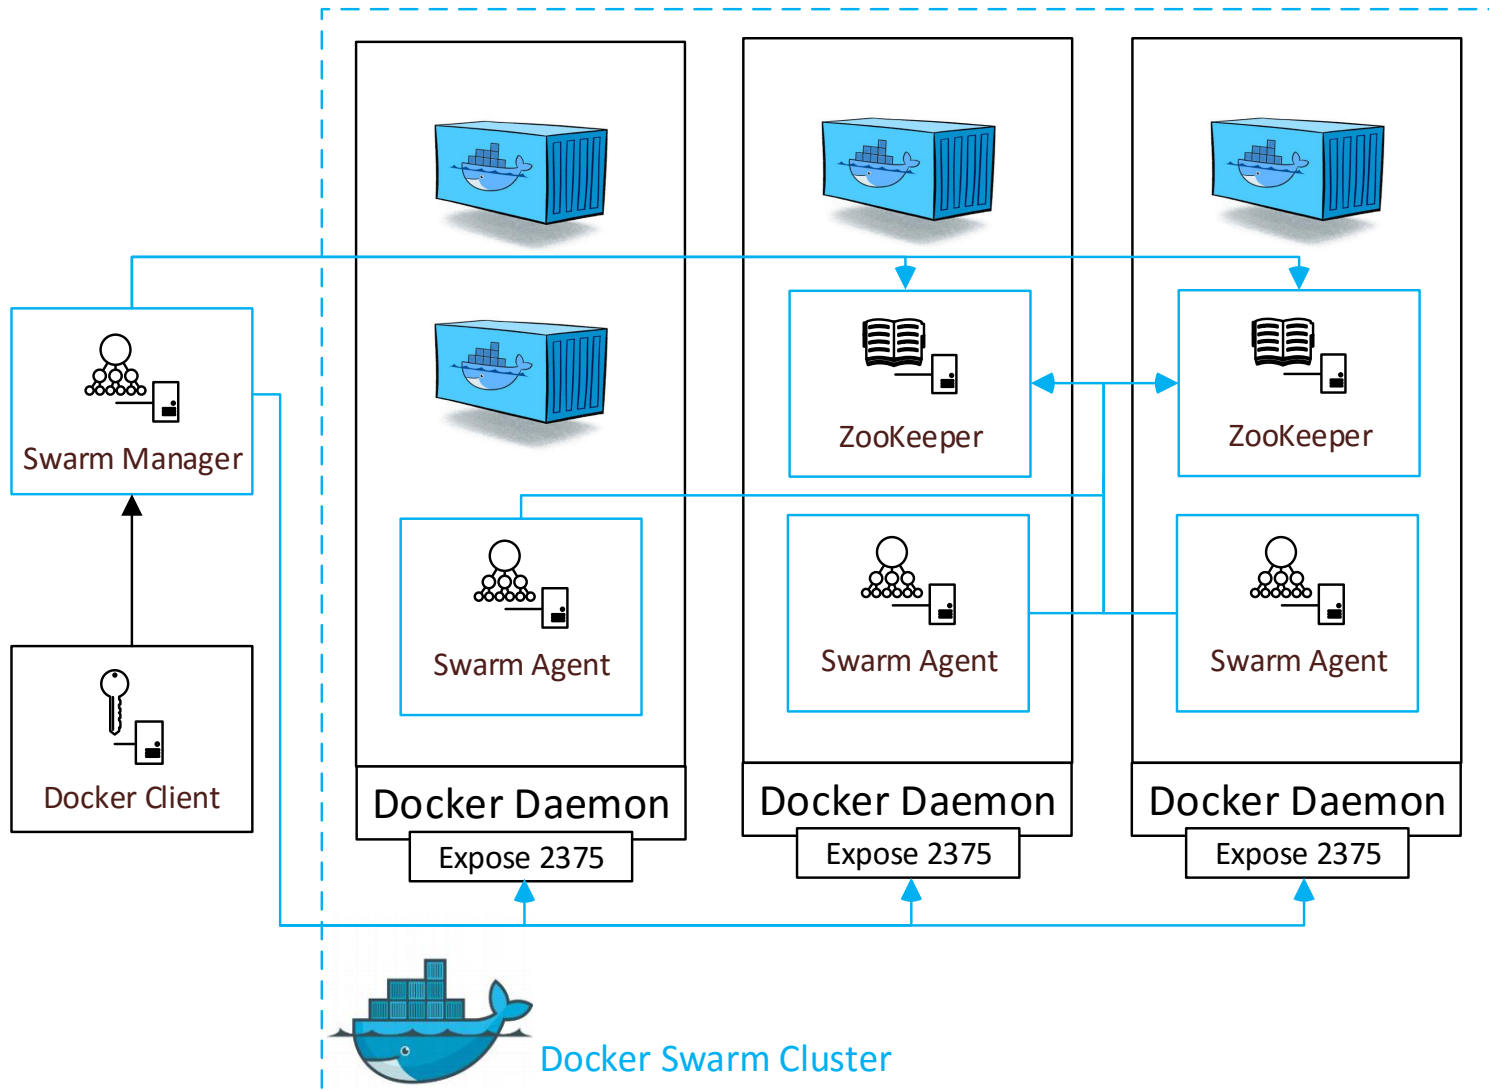 ZooKeeper
ZooKeeper
Swarm Manager
Swarm Agent
Swarm Agent
Swarm Agent
Docker Client
Docker Daemon
Docker Daemon
Docker Daemon
Expose 2375
Expose 2375
Expose 2375
Docker Swarm Cluster